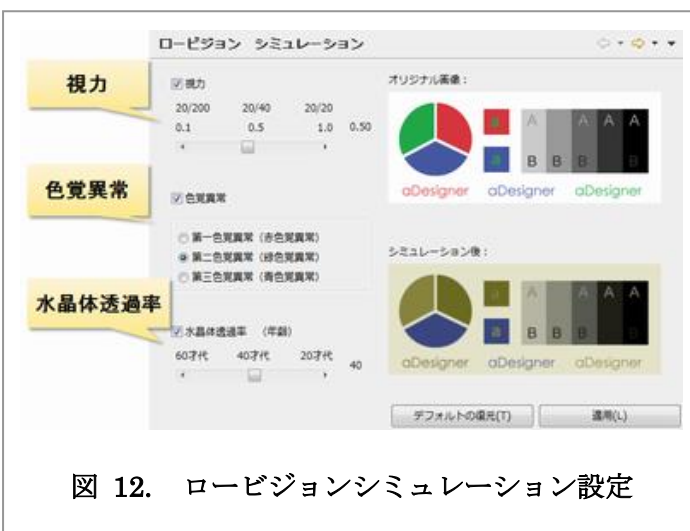 ロービジョン シミュレーション
視力
視力
20/200 20/40 20/20
0.1 0.5 1.0 0.50
色覚異常
色覚異常
第一色覚異常（赤色覚異常）
第二色覚異常（緑色覚異常）
第三色覚異常（青色覚異常）
水晶体透過率
水晶体透過率 （年齢）
60才代 40才代 20才代
40
オリジナル画像：
a A A A A
a B B B B
aDesigner aDesigner aDesigner
シミュレーション後：
a A A A A
a B B B B
aDesigner aDesigner aDesigner
デフォルトの復元(T) 適用(L)
図 12. ロービジョンシミュレーション設定